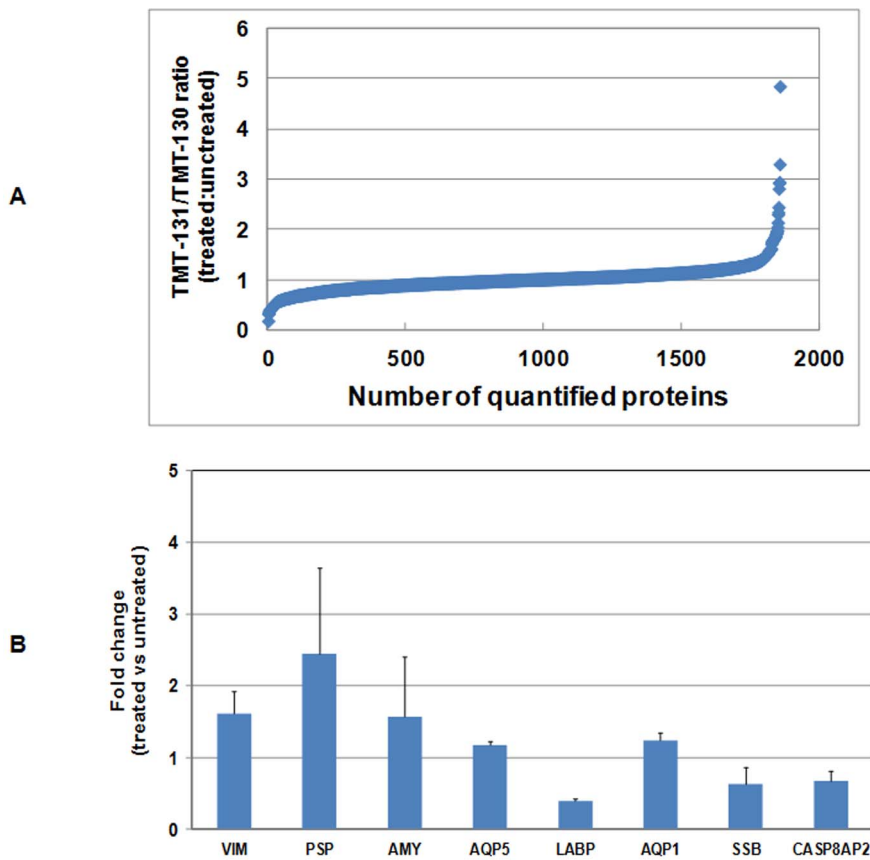 A
TMT-131/TMT-130 ratio
(treated:unctreated)
6
5
4
3
2
1
0
0 500 1000 1500 2000
Number of quantified proteins
B
Fold change
(treated vs untreated)
5
4
3
2
1
0
VIM PSP AMY AQP5 LABP AQP1 SSB CASP8AP2